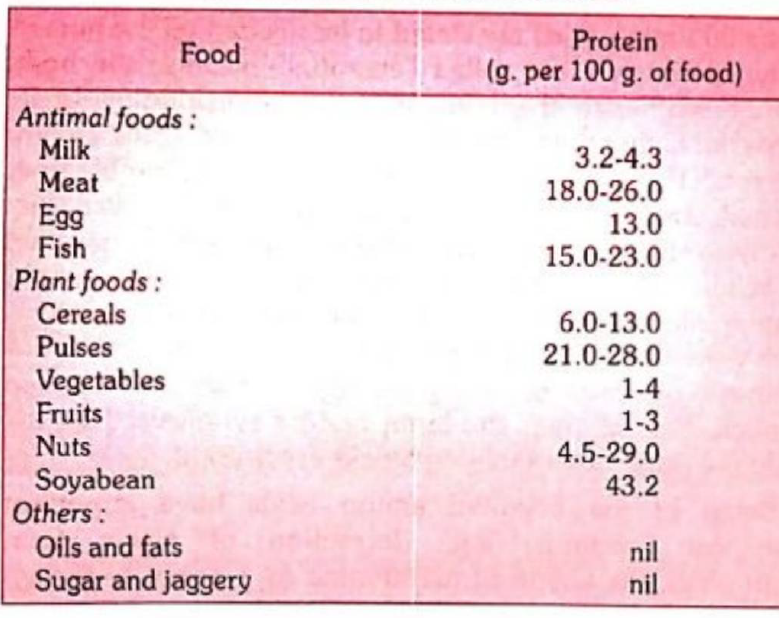 Food Protein
(g. per 100 g. of food)
Antimal foods :
Milk 3.2-4.3
Meat 18.0-26.0
Egg 13.0
Fish 15.0-23.0
Plant foods :
Cereals 6.0-13.0
Pulses 21.0-28.0
Vegetables 1-4
Fruits 1-3
Nuts 4.5-29.0
Soyabean 43.2
Others :
Oils and fats nil
Sugar and jaggery nil